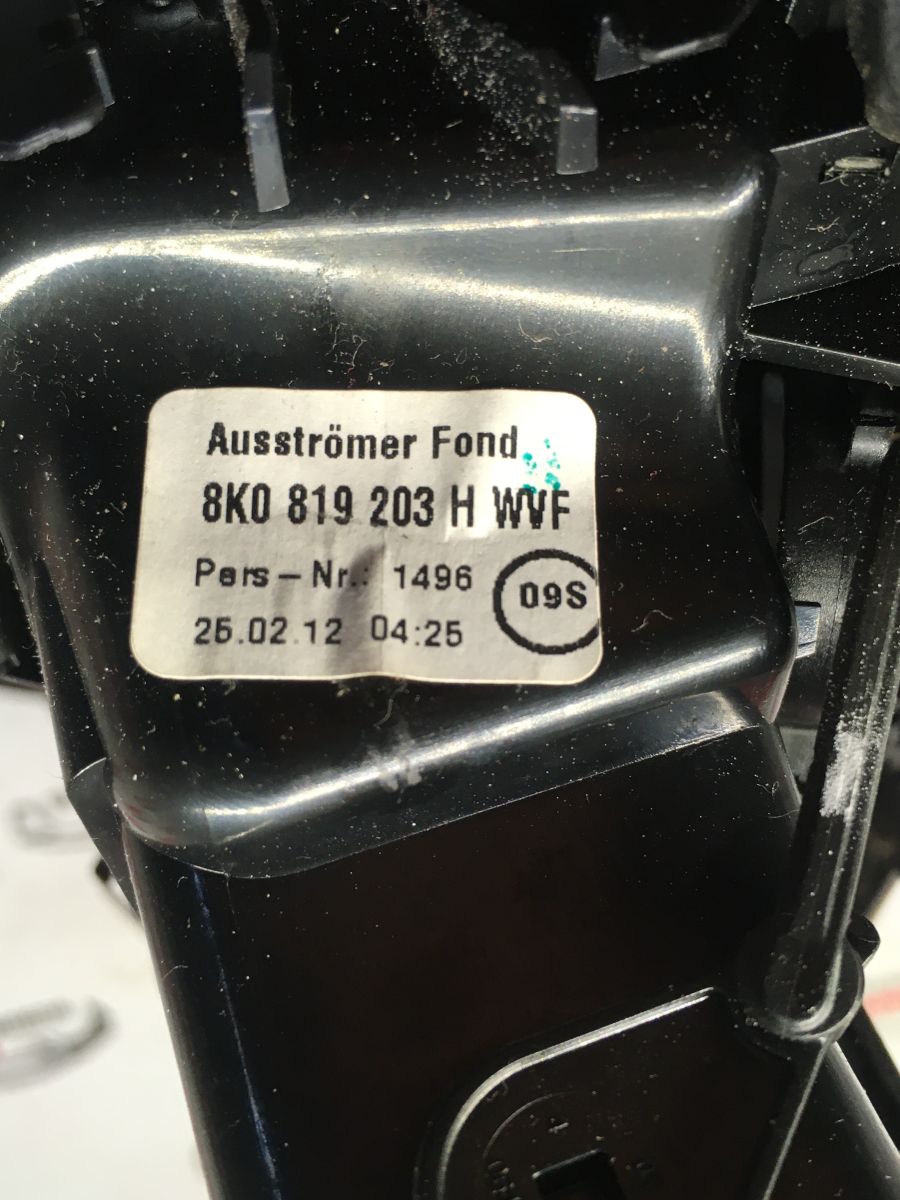 Ausströmer Fond
8K0 819 203 H WVF
Pers-Nr.: 1496
09S
25.02.12 04:25